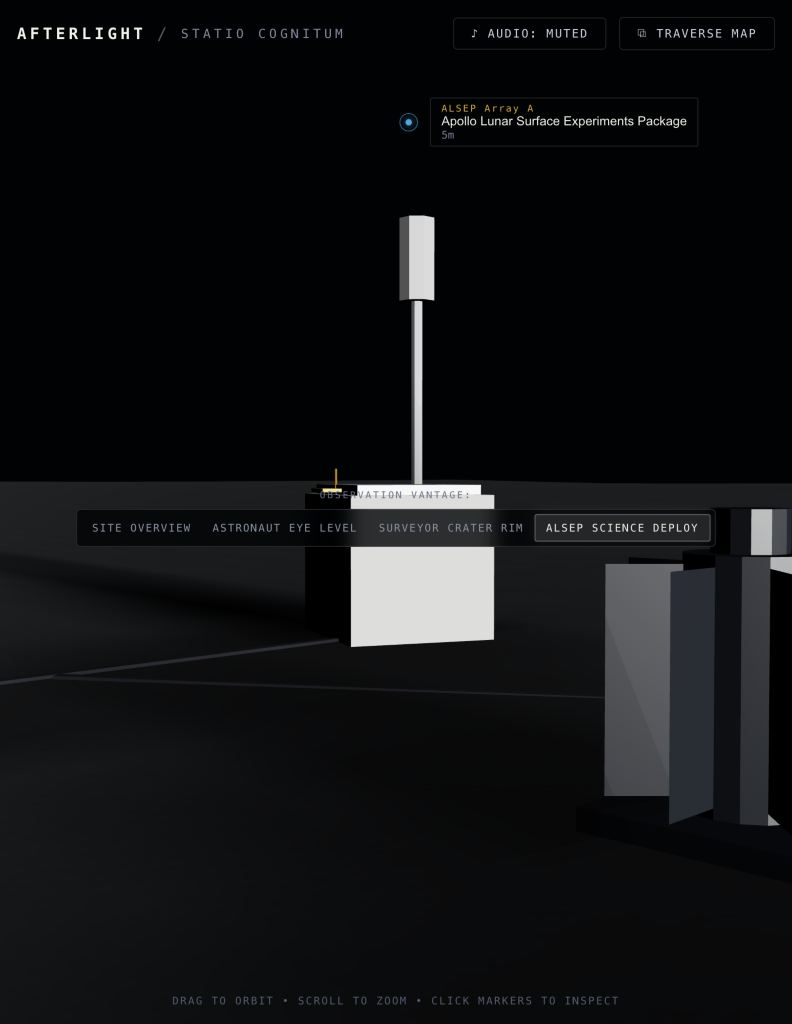 AFTERLIGHT / STATIO COGNITUM
♪ AUDIO: MUTED
TRAVERSE MAP
ALSEP Array A
Apollo Lunar Surface Experiments Package
5m
OBSERVATION VANTAGE:
SITE OVERVIEW ASTRONAUT EYE LEVEL SURVEYOR CRATER RIM ALSEP SCIENCE DEPLOY
DRAG TO ORBIT • SCROLL TO ZOOM • CLICK MARKERS TO INSPECT